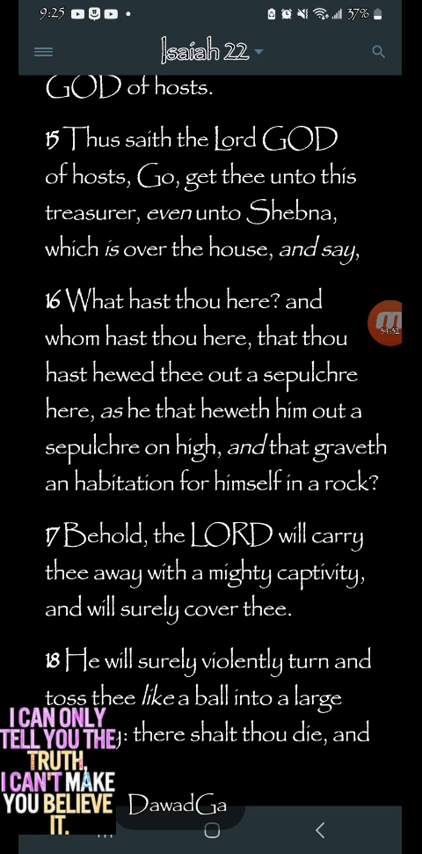 9:25
37%
Isaiah 22
GOD of hosts.
15 Thus saith the Lord GOD
of hosts, Go, get thee unto this
treasurer, even unto Shebna,
which is over the house, and say,
16 What hast thou here? and
whom hast thou here, that thou
hast hewed thee out a sepulchre
here, as he that heweth him out a
sepulchre on high, and that graveth
an habitation for himself in a rock?
17 Behold, the LORD will carry
thee away with a mighty captivity,
and will surely cover thee.
18 He will surely violently turn and
toss thee like a ball into a large
y: there shalt thou die, and
I CAN ONLY
TELL YOU THE
TRUTH,
I CAN'T MAKE
YOU BELIEVE
IT.
DawadGa